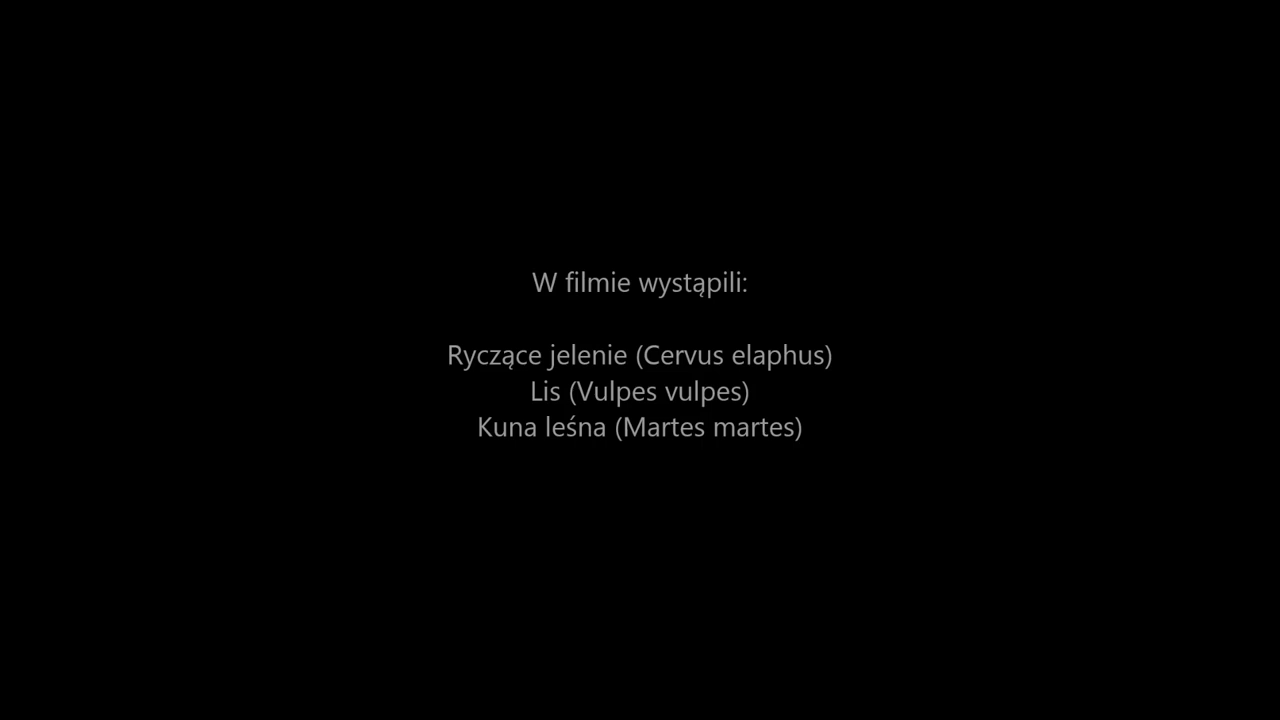 W filmie wystąpili:
Ryczące jelenie (Cervus elaphus)
Lis (Vulpes vulpes)
Kuna leśna (Martes martes)